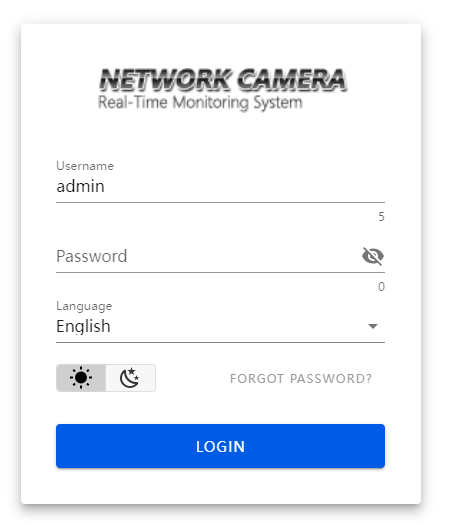 NETWORK CAMERA
Real-Time Monitoring System
Username
admin
5
Password
0
Language
English
FORGOT PASSWORD?
LOGIN